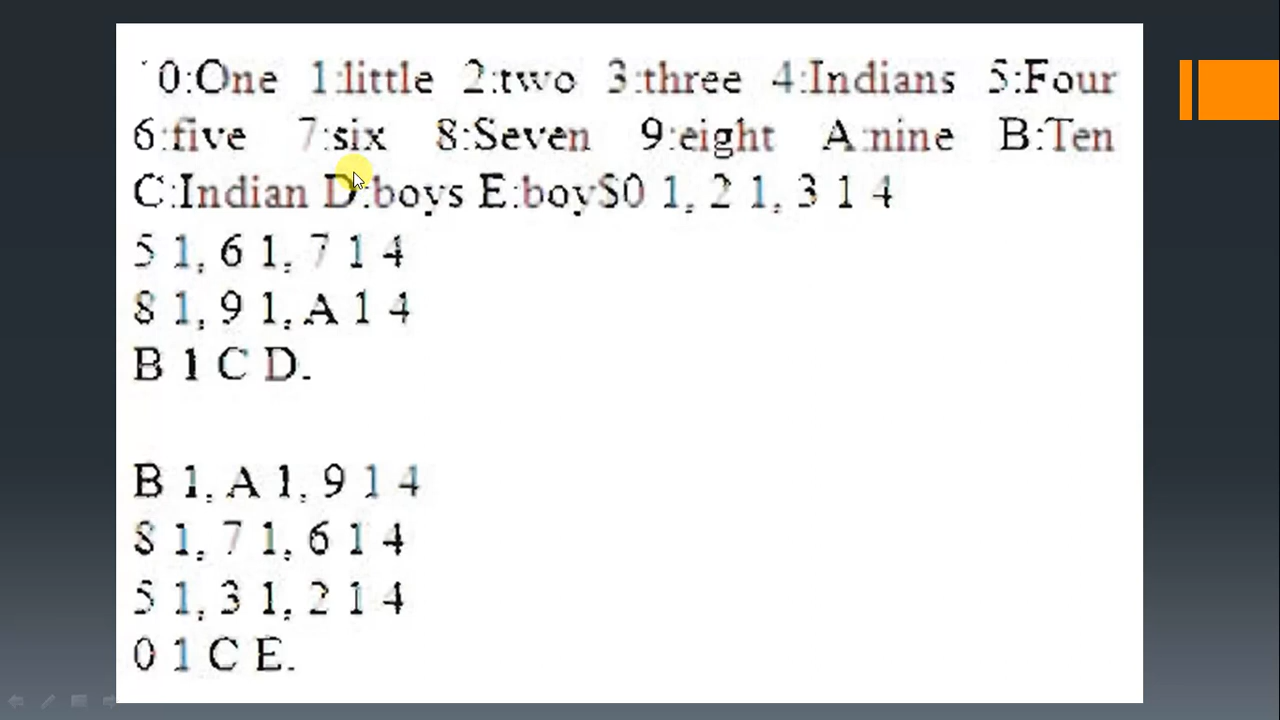 `0:One 1:little 2:two 3:three 4:Indians 5:Four
6:five 7:six 8:Seven 9:eight A:nine B:Ten
C:Indian D:boys E:boy$0 1, 2 1, 3 1 4
5 1, 6 1, 7 1 4
8 1, 9 1, A 1 4
B 1 C D.
B 1, A 1, 9 1 4
8 1, 7 1, 6 1 4
5 1, 3 1, 2 1 4
0 1 C E.